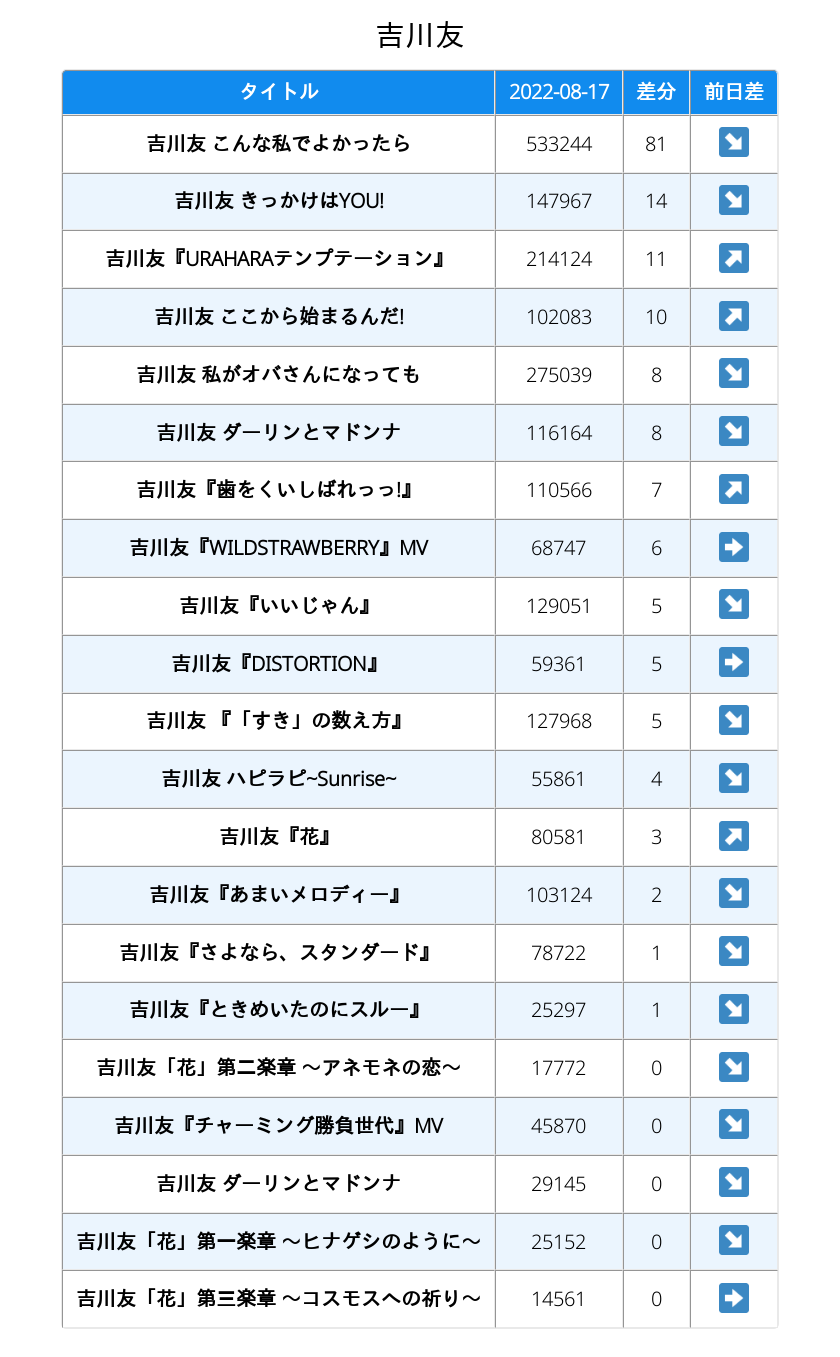 吉川友
タイトル 2022-08-17 差分 前日差
吉川友 こんな私でよかったら 533244 81 ↘
吉川友 きっかけはYOU! 147967 14 ↘
吉川友『URAHARAテンプテーション』 214124 11 ↗
吉川友 ここから始まるんだ! 102083 10 ↗
吉川友 私がオバさんになっても 275039 8 ↘
吉川友 ダーリンとマドンナ 116164 8 ↘
吉川友『歯をくいしばれっっ!』 110566 7 ↗
吉川友『WILDSTRAWBERRY』MV 68747 6 ➡
吉川友『いいじゃん』 129051 5 ↘
吉川友『DISTORTION』 59361 5 ➡
吉川友 『「すき」の数え方』 127968 5 ↘
吉川友 ハピラピ~Sunrise~ 55861 4 ↘
吉川友『花』 80581 3 ↗
吉川友『あまいメロディー』 103124 2 ↘
吉川友『さよなら、スタンダード』 78722 1 ↘
吉川友『ときめいたのにスルー』 25297 1 ↘
吉川友「花」第二楽章 〜アネモネの恋〜 17772 0 ↘
吉川友『チャーミング勝負世代』MV 45870 0 ↘
吉川友 ダーリンとマドンナ 29145 0 ↘
吉川友「花」第一楽章 〜ヒナゲシのように〜 25152 0 ↘
吉川友「花」第三楽章 〜コスモスへの祈り〜 14561 0 ➡